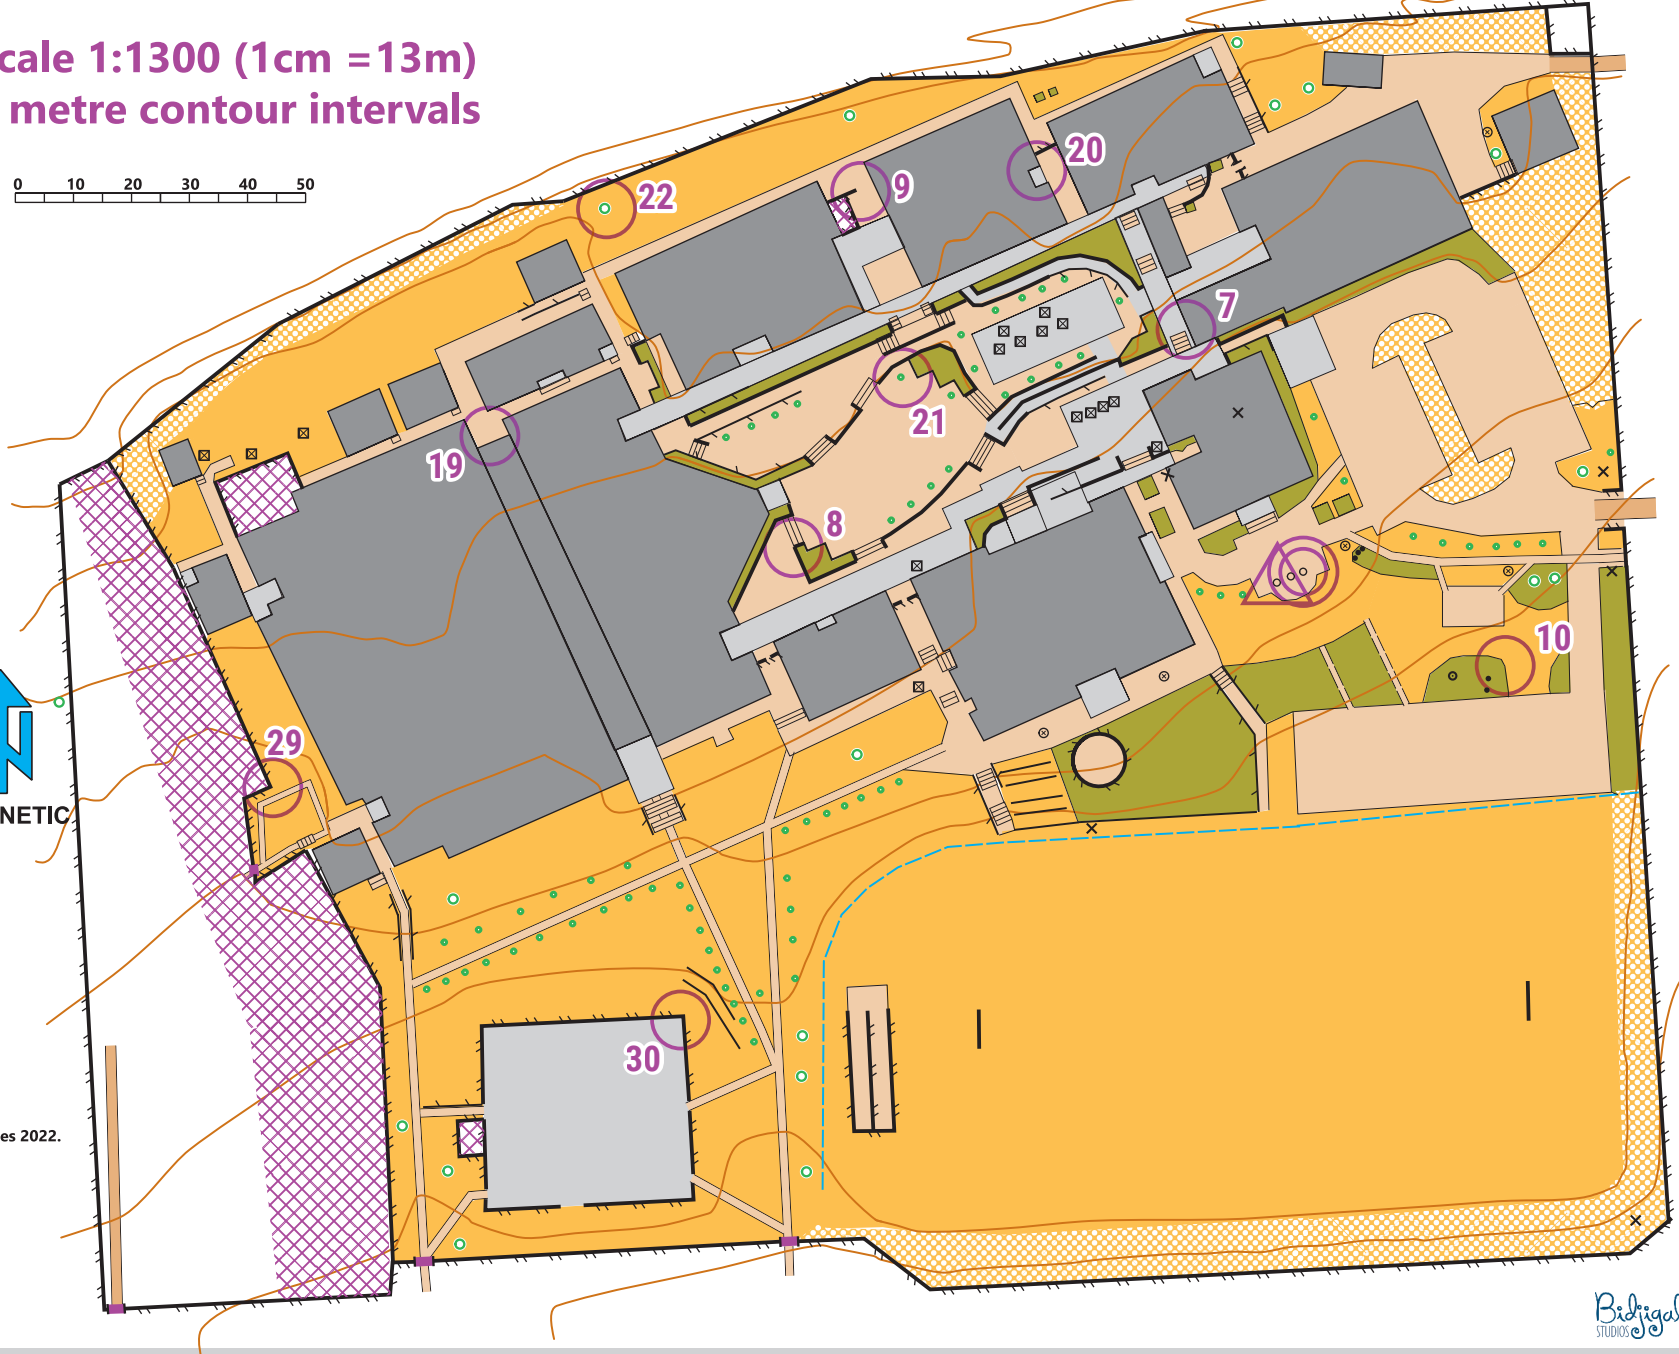 cale 1:1300 (1cm =13m)
metre contour intervals
0 10 20 30 40 50
20
9
22
7
19
21
8
10
29
NETIC
30
es 2022.
Bidjigal
STUDIOS